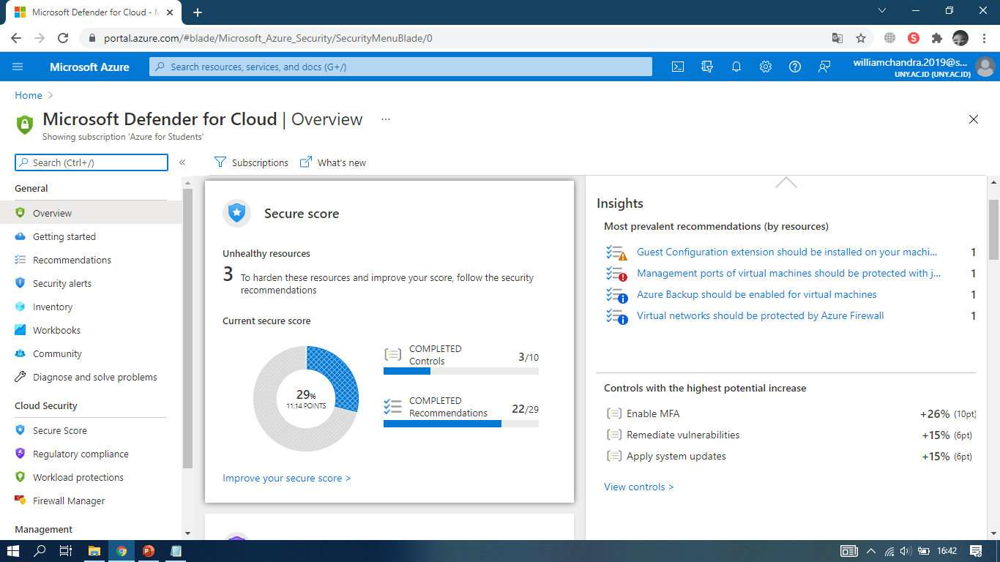 Microsoft Defender for Cloud - M
portal.azure.com/#blade/Microsoft_Azure_Security/SecurityMenuBlade/0
Microsoft Azure
Search resources, services, and docs (G+/)
williamchandra.2019@s...
UNY.AC.ID (UNY.AC.ID)
Home
Microsoft Defender for Cloud | Overview ...
Showing subscription 'Azure for Students'
Search (Ctrl+/)
«
Subscriptions
What's new
General
Overview
Getting started
Recommendations
Security alerts
Inventory
Workbooks
Community
Diagnose and solve problems
Cloud Security
Secure Score
Regulatory compliance
Workload protections
Firewall Manager
Management
Secure score
Unhealthy resources
3 To harden these resources and improve your score, follow the security
recommendations
Current secure score
29%
11.14 POINTS
COMPLETED
Controls 3/10
COMPLETED
Recommendations 22/29
Improve your secure score >
Insights
Most prevalent recommendations (by resources)
Guest Configuration extension should be installed on your machi... 1
Management ports of virtual machines should be protected with j... 1
Azure Backup should be enabled for virtual machines 1
Virtual networks should be protected by Azure Firewall 1
Controls with the highest potential increase
Enable MFA +26% (10pt)
Remediate vulnerabilities +15% (6pt)
Apply system updates +15% (6pt)
View controls >
16:42